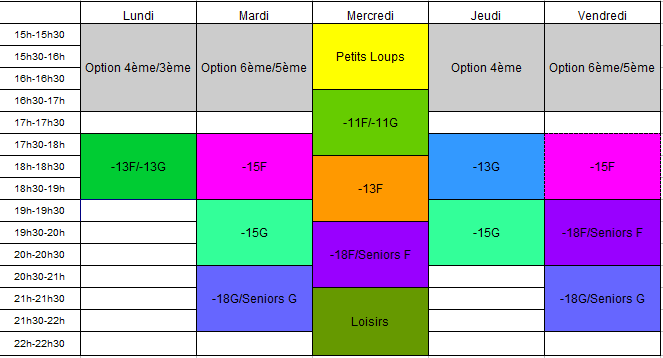 Lundi Mardi Mercredi Jeudi Vendredi
15h-15h30
15h30-16h Petits Loups
16h-16h30 Option 4ème/3ème Option 6ème/5ème Option 4ème Option 6ème/5ème
16h30-17h
17h-17h30 -11F/-11G
17h30-18h
18h-18h30 -13F/-13G -15F -13G -15F
18h30-19h -13F
19h-19h30
19h30-20h -15G -15G -18F/Seniors F
20h-20h30 -18F/Seniors F
20h30-21h
21h-21h30 -18G/Seniors G -18G/Seniors G
21h30-22h Loisirs
22h-22h30